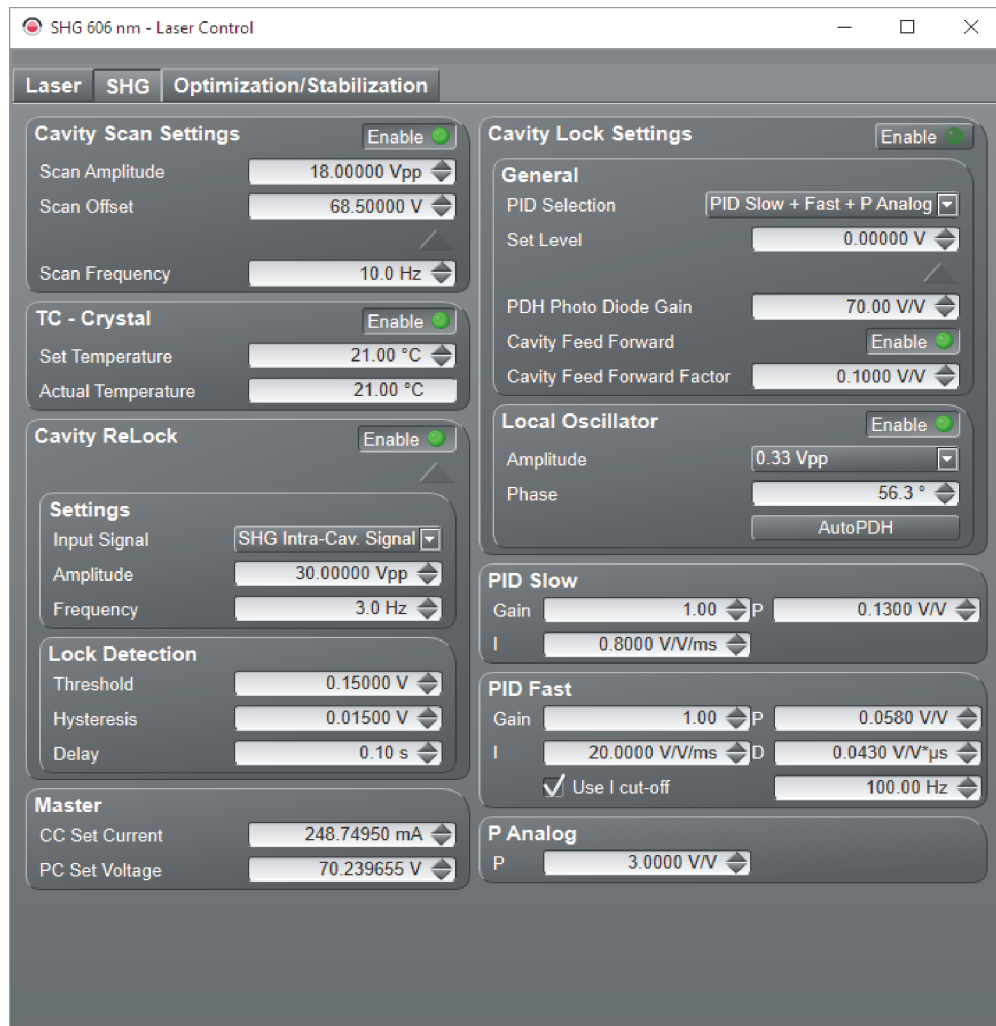 SHG 606 nm - Laser Control
Laser SHG Optimization/Stabilization
Cavity Scan Settings Enable
Scan Amplitude 18.00000 Vpp
Scan Offset 68.50000 V
Scan Frequency 10.0 Hz
TC - Crystal Enable
Set Temperature 21.00 °C
Actual Temperature 21.00 °C
Cavity ReLock Enable
Settings
Input Signal SHG Intra-Cav. Signal
Amplitude 30.00000 Vpp
Frequency 3.0 Hz
Lock Detection
Threshold 0.15000 V
Hysteresis 0.01500 V
Delay 0.10 s
Master
CC Set Current 248.74950 mA
PC Set Voltage 70.239655 V
Cavity Lock Settings Enable
General
PID Selection PID Slow + Fast + P Analog
Set Level 0.00000 V
PDH Photo Diode Gain 70.00 V/V
Cavity Feed Forward Enable
Cavity Feed Forward Factor 0.1000 V/V
Local Oscillator Enable
Amplitude 0.33 Vpp
Phase 56.3 °
AutoPDH
PID Slow
Gain 1.00 P 0.1300 V/V
I 0.8000 V/V/ms
PID Fast
Gain 1.00 P 0.0580 V/V
I 20.0000 V/V/ms D 0.0430 V/V*µs
Use I cut-off 100.00 Hz
P Analog
P 3.0000 V/V